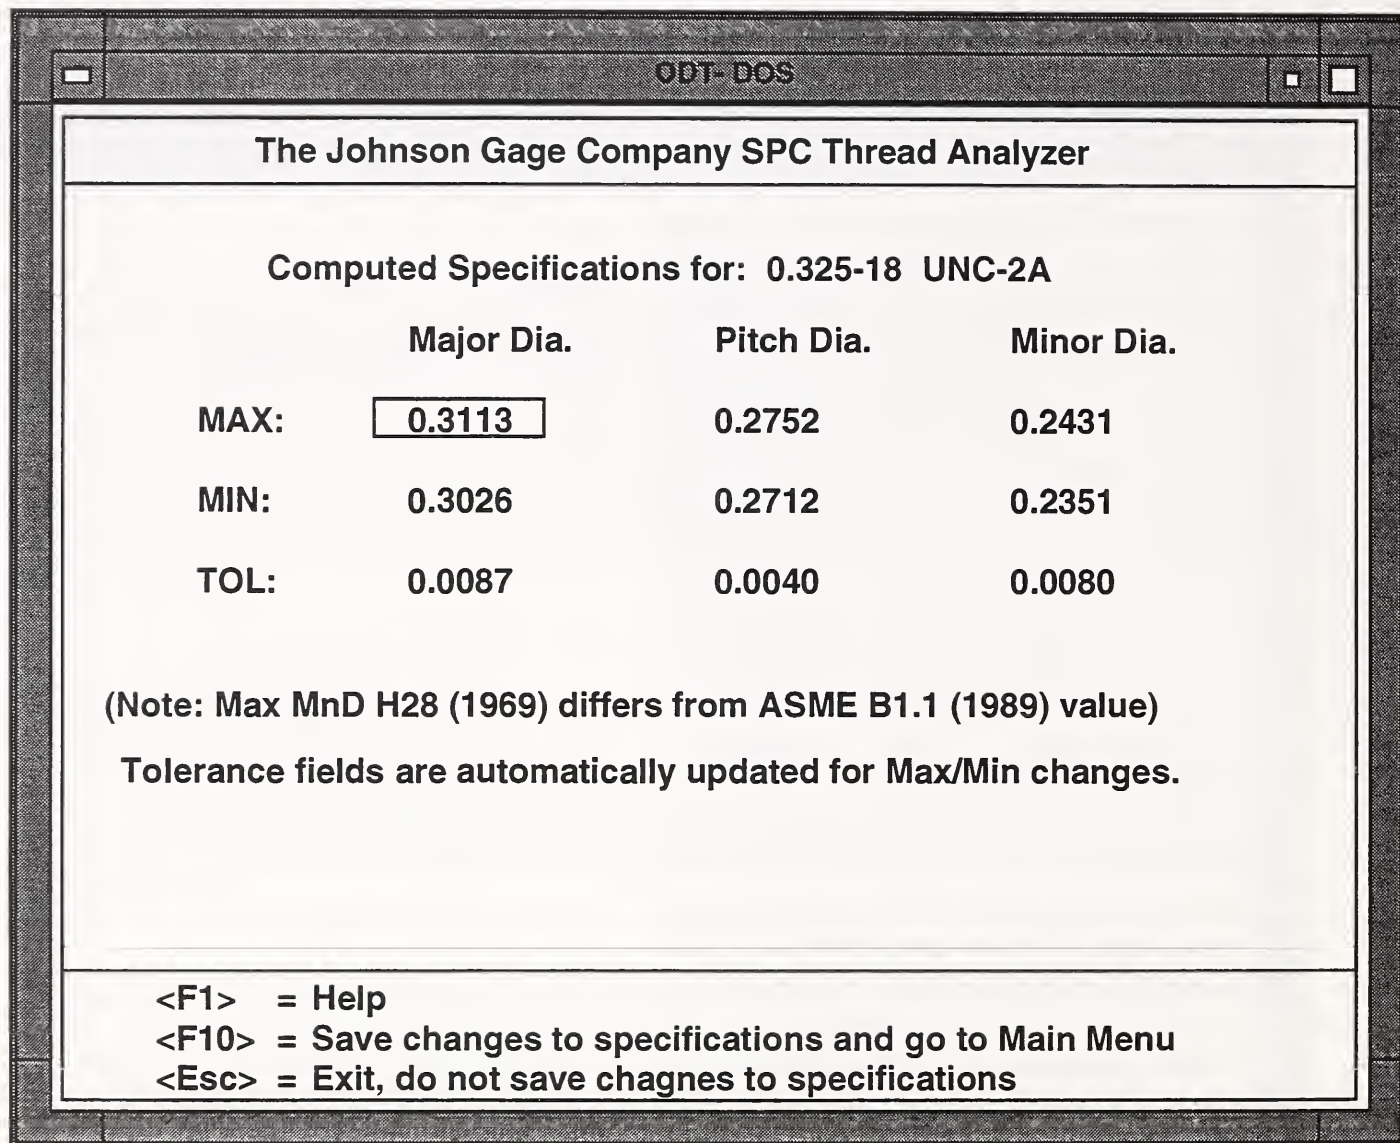 ODT- DOS
The Johnson Gage Company SPC Thread Analyzer
Computed Specifications for: 0.325-18 UNC-2A
Major Dia. Pitch Dia. Minor Dia.
MAX: 0.3113 0.2752 0.2431
MIN: 0.3026 0.2712 0.2351
TOL: 0.0087 0.0040 0.0080
(Note: Max MnD H28 (1969) differs from ASME B1.1 (1989) value)
Tolerance fields are automatically updated for Max/Min changes.
<F1> = Help
<F10> = Save changes to specifications and go to Main Menu
<Esc> = Exit, do not save chagnes to specifications